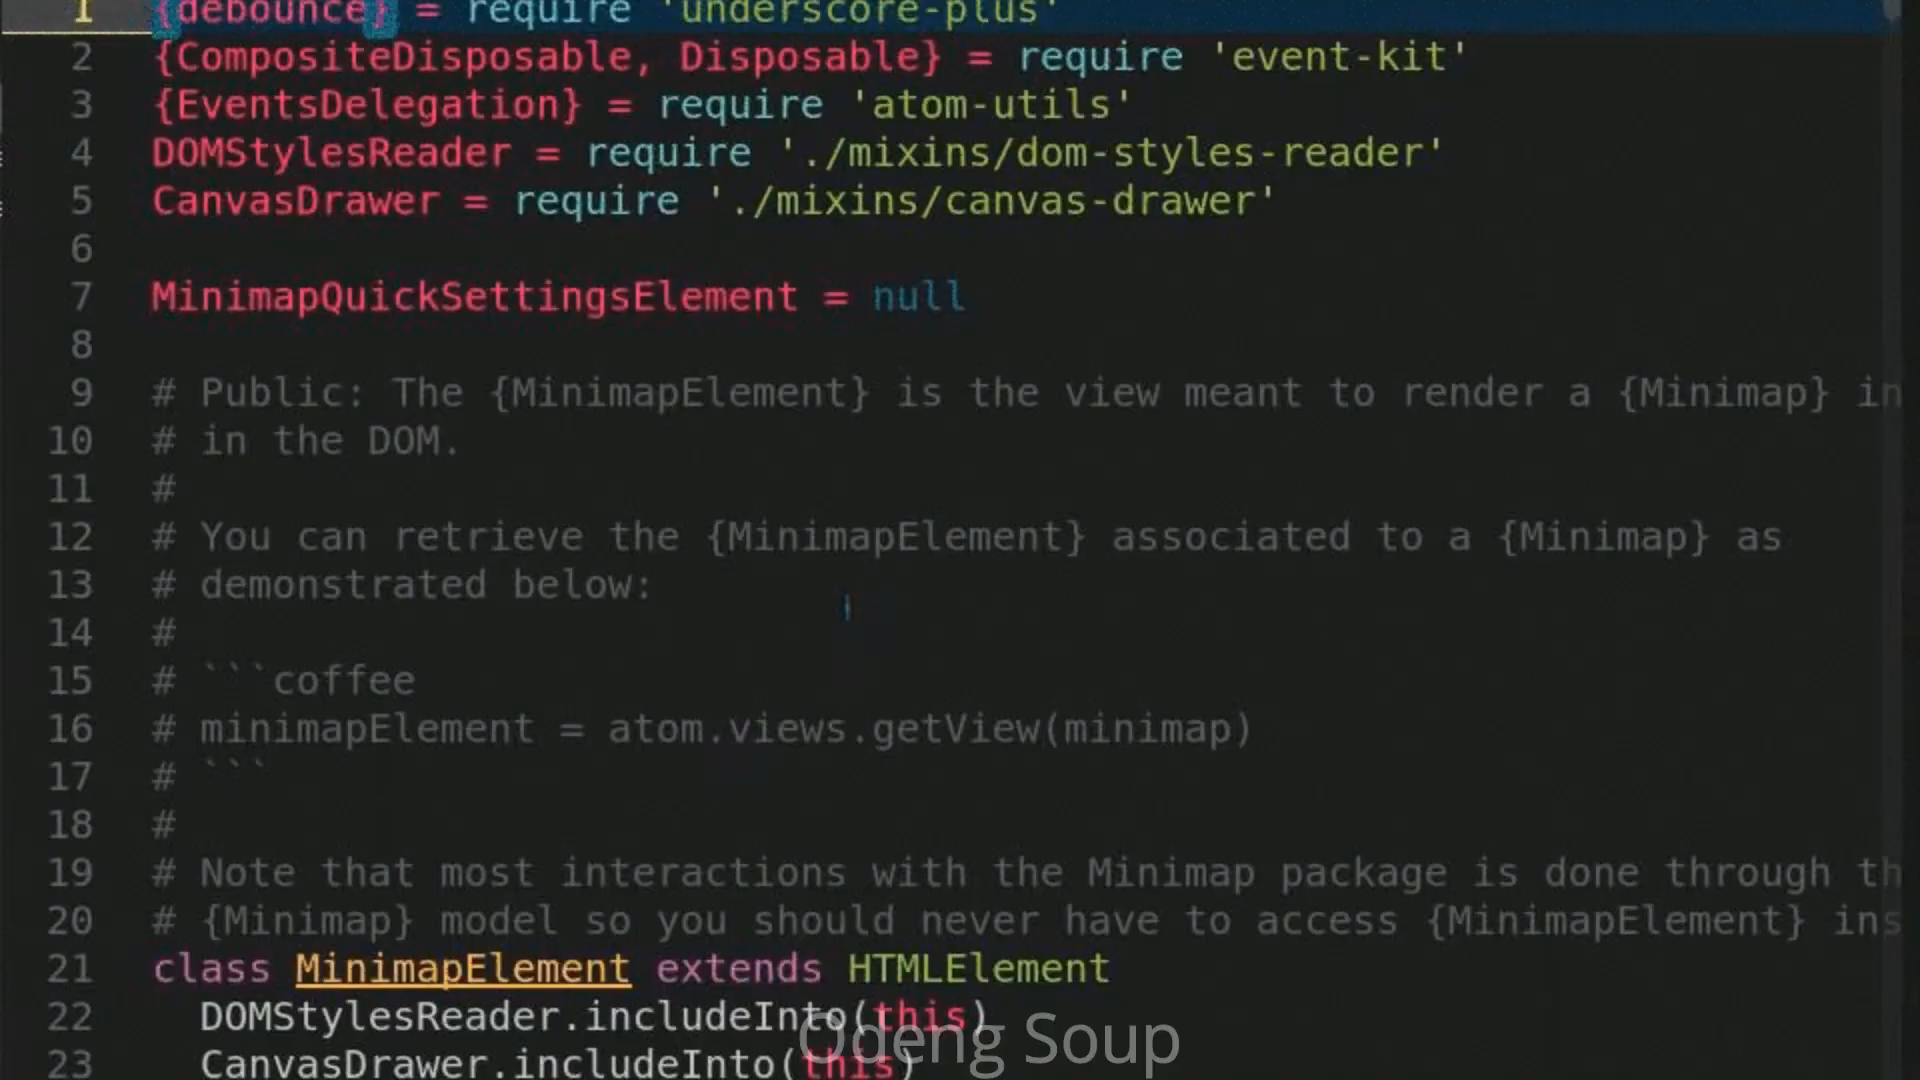 1 {debounce} = require 'underscore-plus'
2 {CompositeDisposable, Disposable} = require 'event-kit'
3 {EventsDelegation} = require 'atom-utils'
4 DOMStylesReader = require './mixins/dom-styles-reader'
5 CanvasDrawer = require './mixins/canvas-drawer'
6
7 MinimapQuickSettingsElement = null
8
9 # Public: The {MinimapElement} is the view meant to render a {Minimap} in
10 # in the DOM.
11 #
12 # You can retrieve the {MinimapElement} associated to a {Minimap} as
13 # demonstrated below:
14 #
15 # ```coffee
16 # minimapElement = atom.views.getView(minimap)
17 # ```
18 #
19 # Note that most interactions with the Minimap package is done through th
20 # {Minimap} model so you should never have to access {MinimapElement} ins
21 class MinimapElement extends HTMLElement
22 DOMStylesReader.includeInto(this)
23 CanvasDrawer.includeInto(this)
Odeng Soup